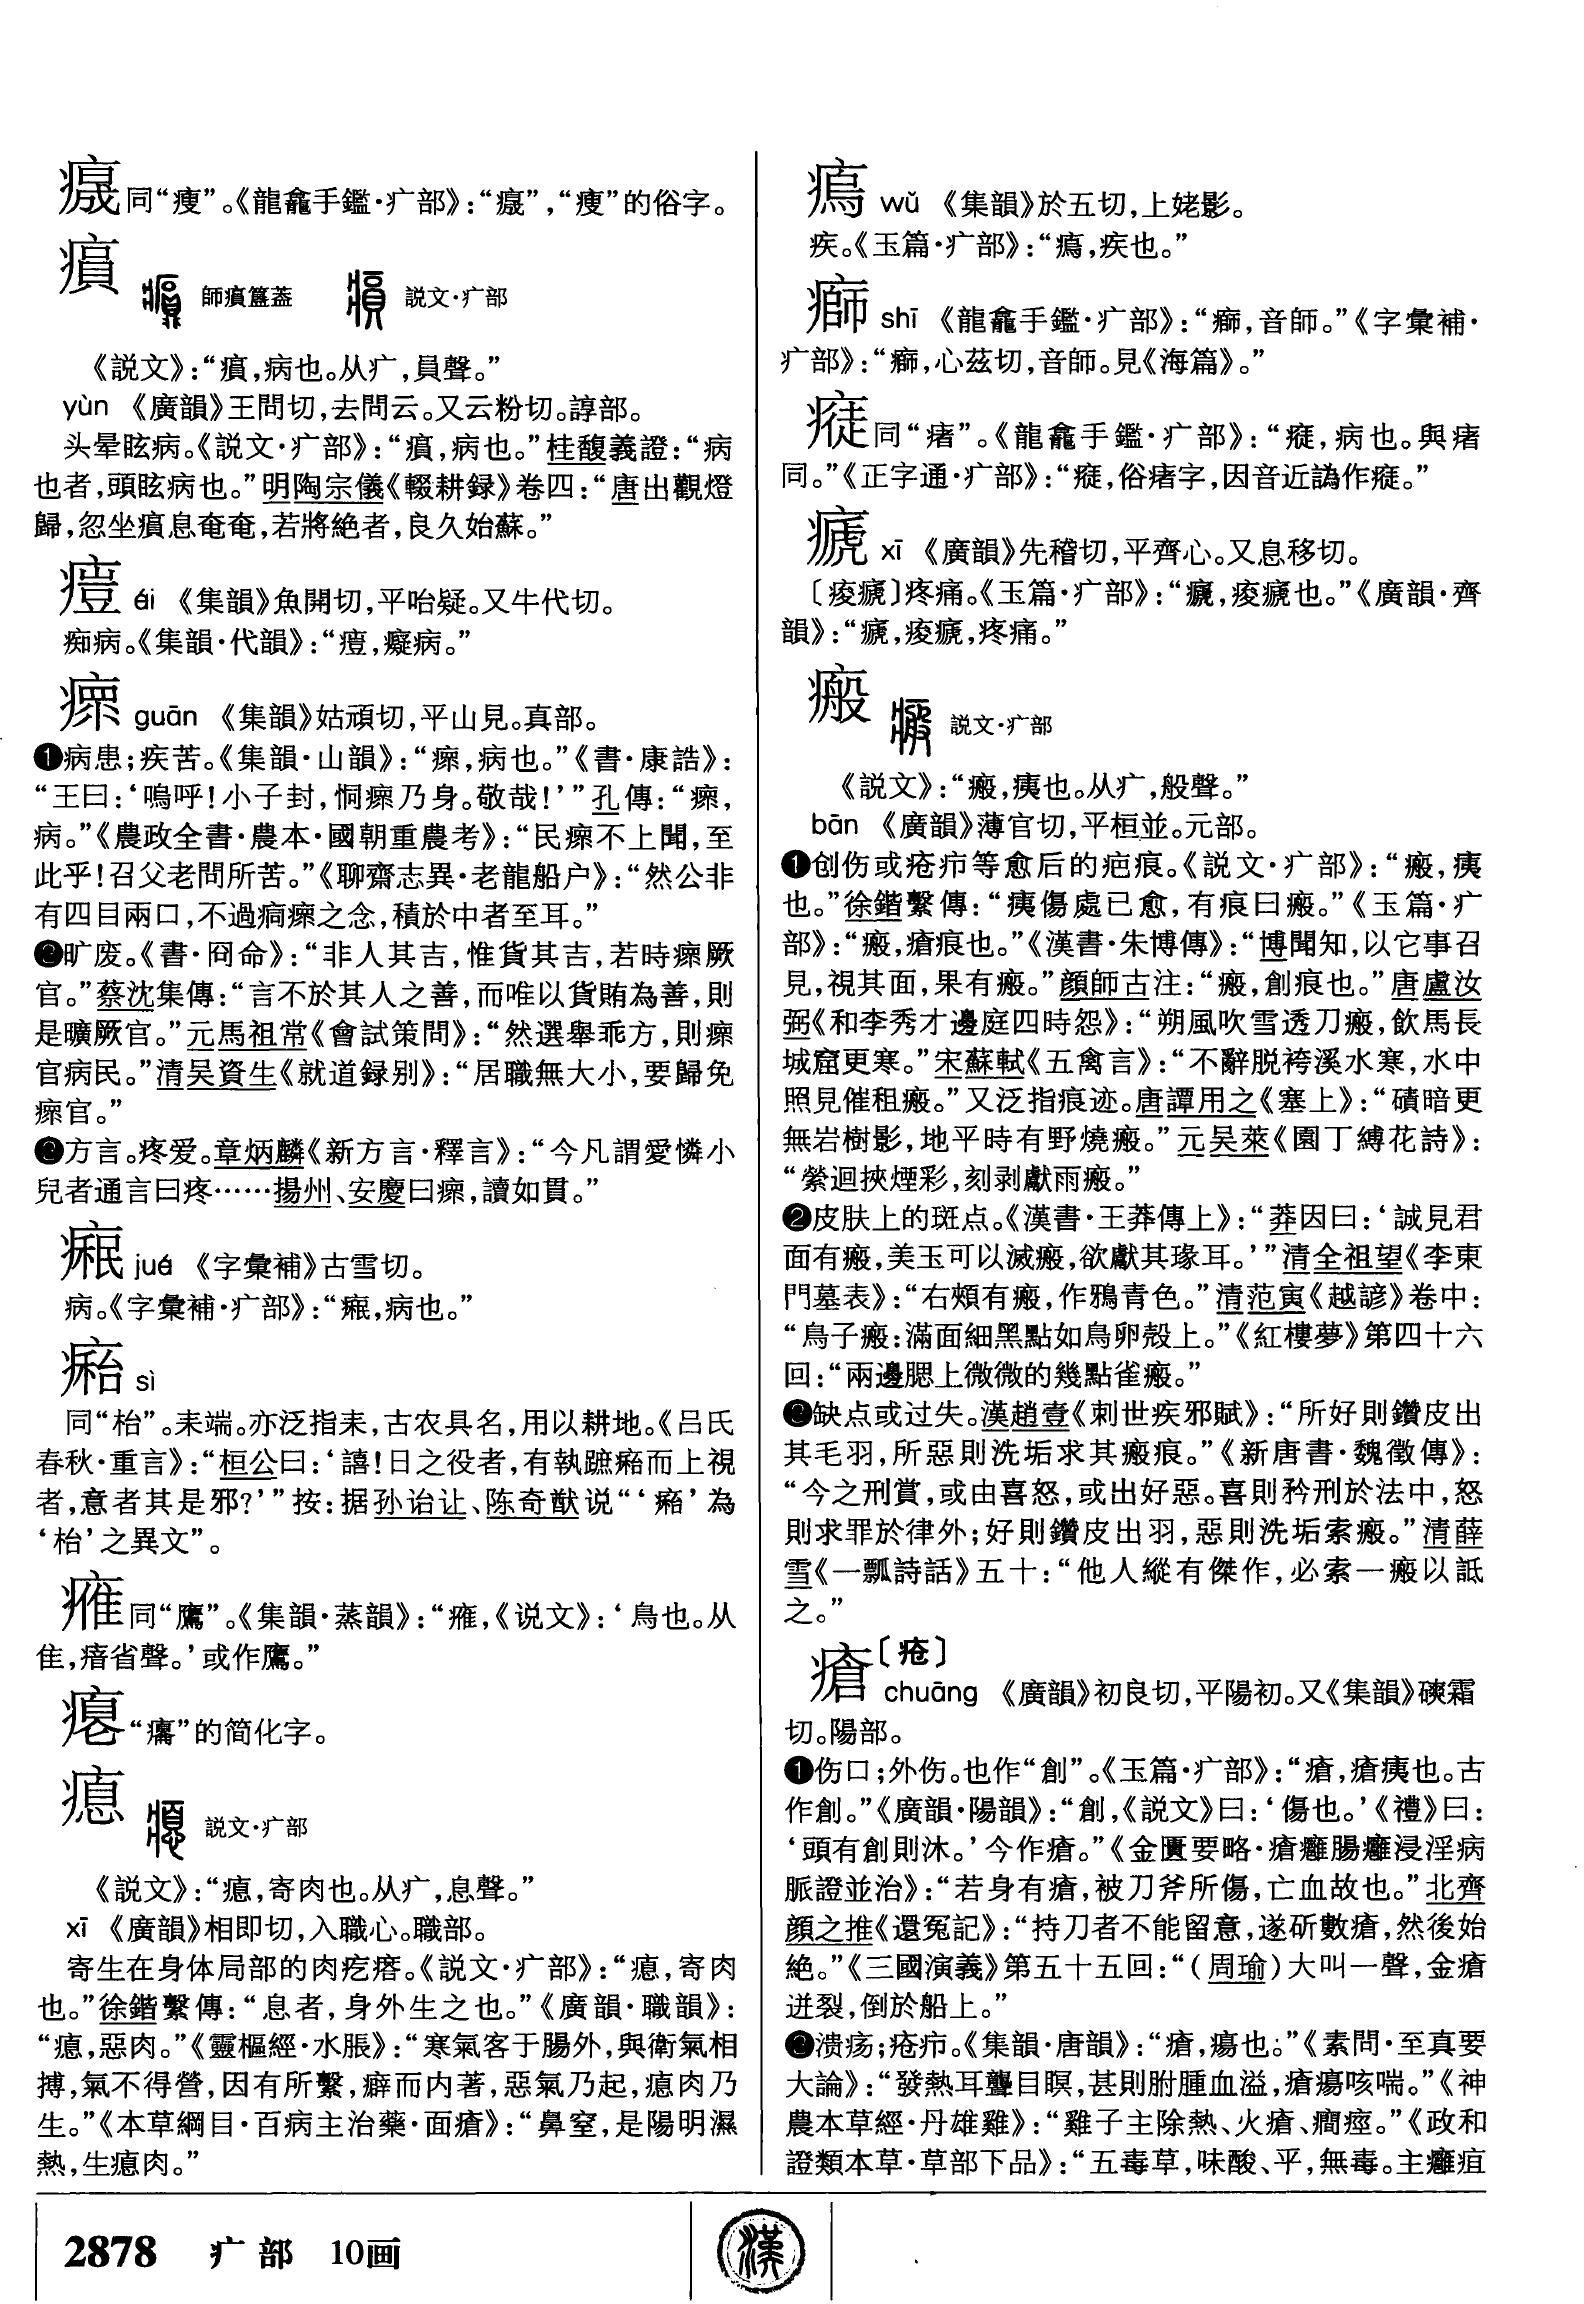 同“瘦”。《龍龕手鑑·疒部》:“㾮”,“瘦”的俗字。
㾵
師㾵簋蓋 説文·疒部
《説文》:“㾵,病也。从疒,員聲。”
yùn 《廣韻》王問切,去問云。又云粉切。諄部。
头晕眩病。《説文·疒部》:“㾵,病也。”桂馥義證:“病
也者,頭眩病也。”明陶宗儀《輟耕録》卷四:“唐出觀燈
歸,忽坐㾵息奄奄,若將絶者,良久始蘇。”
ái 《集韻》魚開切,平咍疑。又牛代切。
痴病。《集韻·代韻》:“𤸳,癡病。”
瘝 guān 《集韻》姑頑切,平山見。真部。
❶病患;疾苦。《集韻·山韻》:“瘝,病也。”《書·康誥》:
“王曰:‘嗚呼!小子封,恫瘝乃身。敬哉!’”孔傳:“瘝,
病。”《農政全書·農本·國朝重農考》:“民瘝不上聞,至
此乎!召父老問所苦。”《聊齋志異·老龍船户》:“然公非
有四目兩口,不過痌瘝之念,積於中者至耳。”
❷旷废。《書·冏命》:“非人其吉,惟貨其吉,若時瘝厥
官。”蔡沈集傳:“言不於其人之善,而唯以貨賄為善,則
是曠厥官。”元馬祖常《會試策問》:“然選舉乖方,則瘝
官病民。”清吴資生《就道録别》:“居職無大小,要歸免
瘝官。”
❸方言。疼爱。章炳麟《新方言·釋言》:“今凡謂愛憐小
兒者通言曰疼……揚州、安慶曰瘝,讀如貫。”
jué 《字彙補》古雪切。
病。《字彙補·疒部》:“,病也。”
sì
同“枱”。耒端。亦泛指耒,古农具名,用以耕地。《吕氏
春秋·重言》:“桓公曰:‘譆!日之役者,有執蹠㾷而上視
者,意者其是邪?’”按:据孙诒让、陈奇猷说“‘㾷’為
‘枱’之異文”。
𤸰同“鷹”。《集韻·蒸韻》:“𤸰,《说文》:‘鳥也。从
隹,瘖省聲。’或作鷹。”
瘪“癟”的简化字。
瘜
説文·疒部
《説文》:“瘜,寄肉也。从疒,息聲。”
xī 《廣韻》相即切,入職心。職部。
寄生在身体局部的肉疙瘩。《説文·疒部》:“瘜,寄肉
也。”徐鍇繫傳:“息者,身外生之也。”《廣韻·職韻》:
“瘜,惡肉。”《靈樞經·水脹》:“寒氣客于腸外,與衛氣相
搏,氣不得營,因有所繫,癖而内著,惡氣乃起,瘜肉乃
生。”《本草綱目·百病主治藥·面瘡》:“鼻窒,是陽明濕
熱,生瘜肉。”
瘑 wǔ 《集韻》於五切,上姥影。
疾。《玉篇·疒部》:“,疾也。”
shī 《龍龕手鑑·疒部》:“,音師。”《字彙補·
疒部》:“,心茲切,音師。見《海篇》。”
同“瘏”。《龍龕手鑑·疒部》:“,病也。與瘏
同。”《正字通·疒部》:“,俗瘏字,因音近譌作。”
㾷 xī 《廣韻》先稽切,平齊心。又息移切。
〔痠〕疼痛。《玉篇·疒部》:“,痠也。”《廣韻·齊
韻》:“,痠,疼痛。”
瘢
説文·疒部
《説文》:“瘢,痍也。从疒,般聲。”
bān 《廣韻》薄官切,平桓並。元部。
❶创伤或疮疖等愈后的疤痕。《説文·疒部》:“瘢,痍
也。”徐鍇繫傳:“痍傷處已愈,有痕曰瘢。”《玉篇·疒
部》:“瘢,瘡痕也。”《漢書·朱博傳》:“博聞知,以它事召
見,視其面,果有瘢。”顔師古注:“瘢,創痕也。”唐盧汝
弼《和李秀才邊庭四時怨》:“朔風吹雪透刀瘢,飲馬長
城窟更寒。”宋蘇軾《五禽言》:“不辭脱袴溪水寒,水中
照見催租瘢。”又泛指痕迹。唐譚用之《塞上》:“磧暗更
無岩樹影,地平時有野燒瘢。”元吴萊《園丁縛花詩》:
“縈迴挾煙彩,刻剥獻雨瘢。”
❷皮肤上的斑点。《漢書·王莽傳上》:“莽因曰:‘誠見君
面有瘢,美玉可以滅瘢,欲獻其瑑耳。’”清全祖望《李東
門墓表》:“右頰有瘢,作鴉青色。”清范寅《越諺》卷中:
“鳥子瘢:滿面細黑點如鳥卵殻上。”《紅樓夢》第四十六
回:“兩邊腮上微微的幾點雀瘢。”
❸缺点或过失。漢趙壹《刺世疾邪賦》:“所好則鑽皮出
其毛羽,所惡則洗垢求其瘢痕。”《新唐書·魏徵傳》:
“今之刑賞,或由喜怒,或出好惡。喜則矜刑於法中,怒
則求罪於律外;好則鑽皮出羽,惡則洗垢索瘢。”清薛
雪《一瓢詩話》五十:“他人縱有傑作,必索一瘢以詆
之。”
瘡〔疮〕
chuāng 《廣韻》初良切,平陽初。又《集韻》磢霜
切。陽部。
❶伤口;外伤。也作“創”。《玉篇·疒部》:“瘡,瘡痍也。古
作創。”《廣韻·陽韻》:“創,《説文》曰:‘傷也。’《禮》曰:
‘頭有創則沐。’今作瘡。”《金匱要略·瘡癰腸癰浸淫病
脈證並治》:“若身有瘡,被刀斧所傷,亡血故也。”北齊
顔之推《還冤記》:“持刀者不能留意,遂斫數瘡,然後始
絶。”《三國演義》第五十五回:“(周瑜)大叫一聲,金瘡
迸裂,倒於船上。”
❷溃疡;疮疖。《集韻·唐韻》:“瘡,瘍也。”《素問·至真要
大論》:“發熱耳聾目瞑,甚則胕腫血溢,瘡瘍咳喘。”《神
農本草經·丹雄雞》:“雞子主除熱、火瘡、癎痙。”《政和
證類本草·草部下品》:“五毒草,味酸、平,無毒。主癰疽
2878 疒部 10画
漢